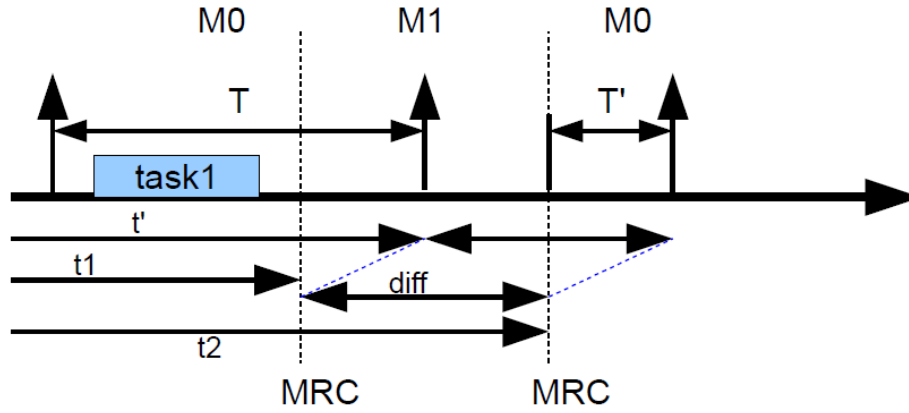 M0 M1 M0
T T'
task1
t'
t1
diff
t2
MRC MRC